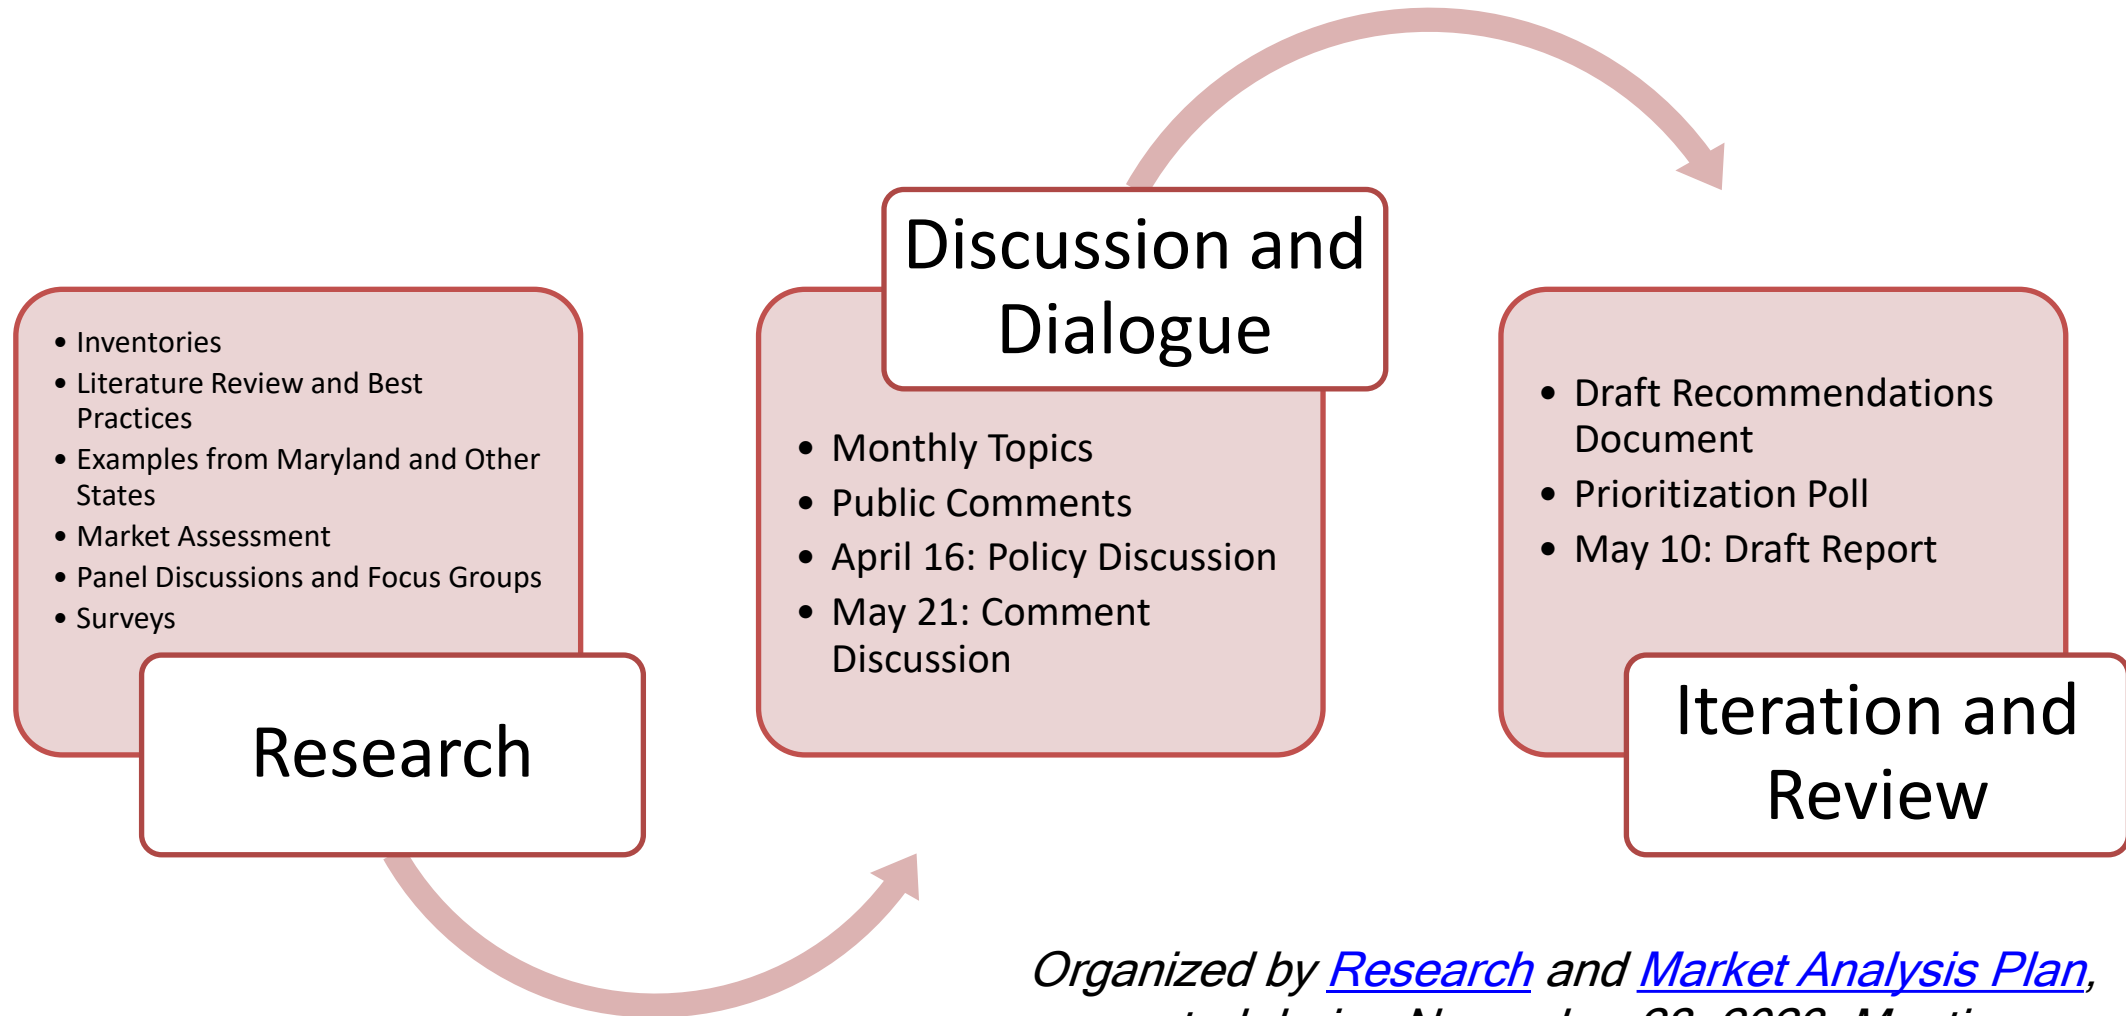 • Inventories
• Literature Review and Best
Practices
• Examples from Maryland and Other
States
• Market Assessment
• Panel Discussions and Focus Groups
• Surveys
Research
Discussion and
Dialogue
• Monthly Topics
• Public Comments
• April 16: Policy Discussion
• May 21: Comment
Discussion
• Draft Recommendations
Document
• Prioritization Poll
• May 10: Draft Report
Iteration and
Review
Organized by Research and Market Analysis Plan,